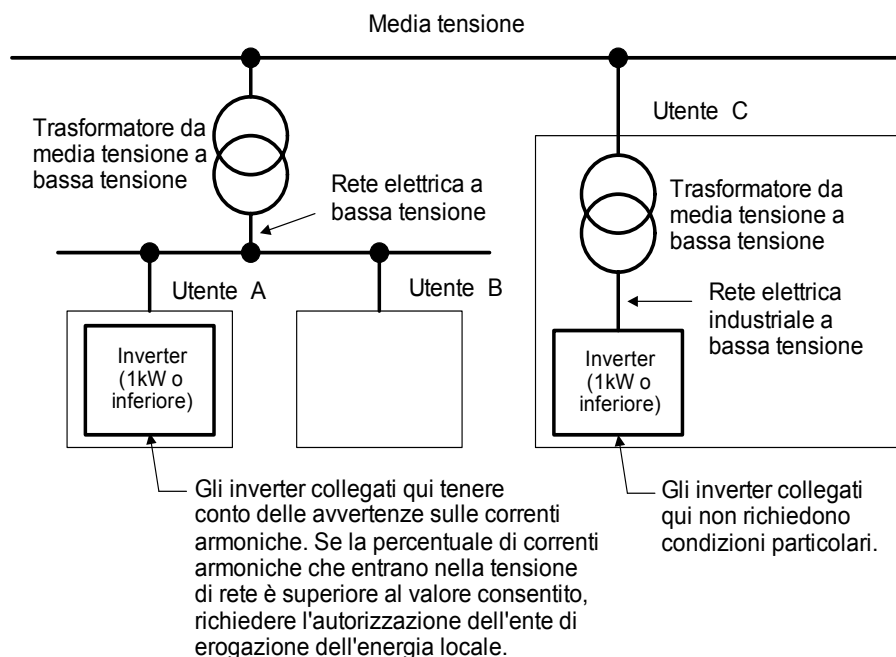 Media tensione
Utente C
Trasformatore da
media tensione a
bassa tensione
Rete elettrica a
bassa tensione
Trasformatore da
media tensione a
bassa tensione
Utente A
Utente B
Rete elettrica
industriale a
bassa tensione
Inverter
(1kW o
inferiore)
Inverter
(1kW o
inferiore)
Gli inverter collegati qui tenere
conto delle avvertenze sulle correnti
armoniche. Se la percentuale di correnti
armoniche che entrano nella tensione
di rete è superiore al valore consentito,
richiedere l'autorizzazione dell'ente di
erogazione dell'energia locale.
Gli inverter collegati
qui non richiedono
condizioni particolari.